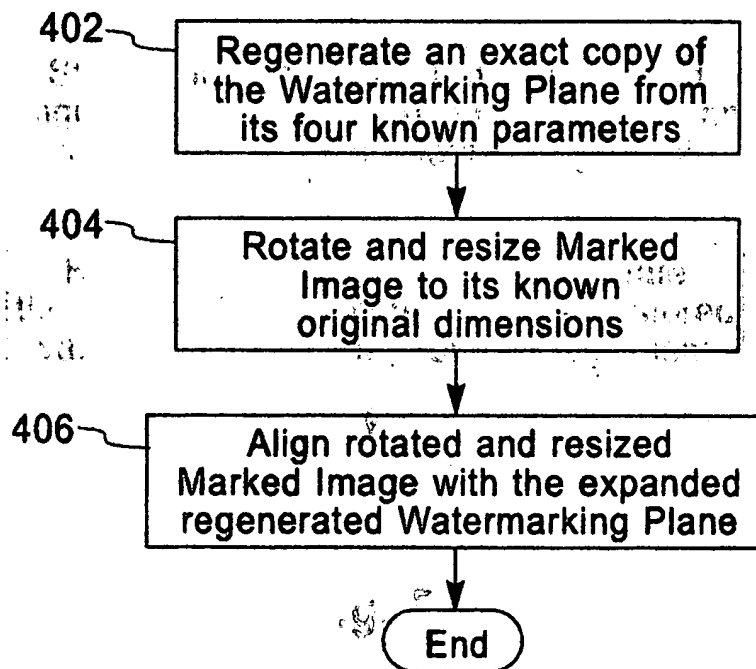 402
Regenerate an exact copy of
the Watermarking Plane from
its four known parameters
404
Rotate and resize Marked
Image to its known
original dimensions
406
Align rotated and resized
Marked Image with the expanded
regenerated Watermarking Plane
End